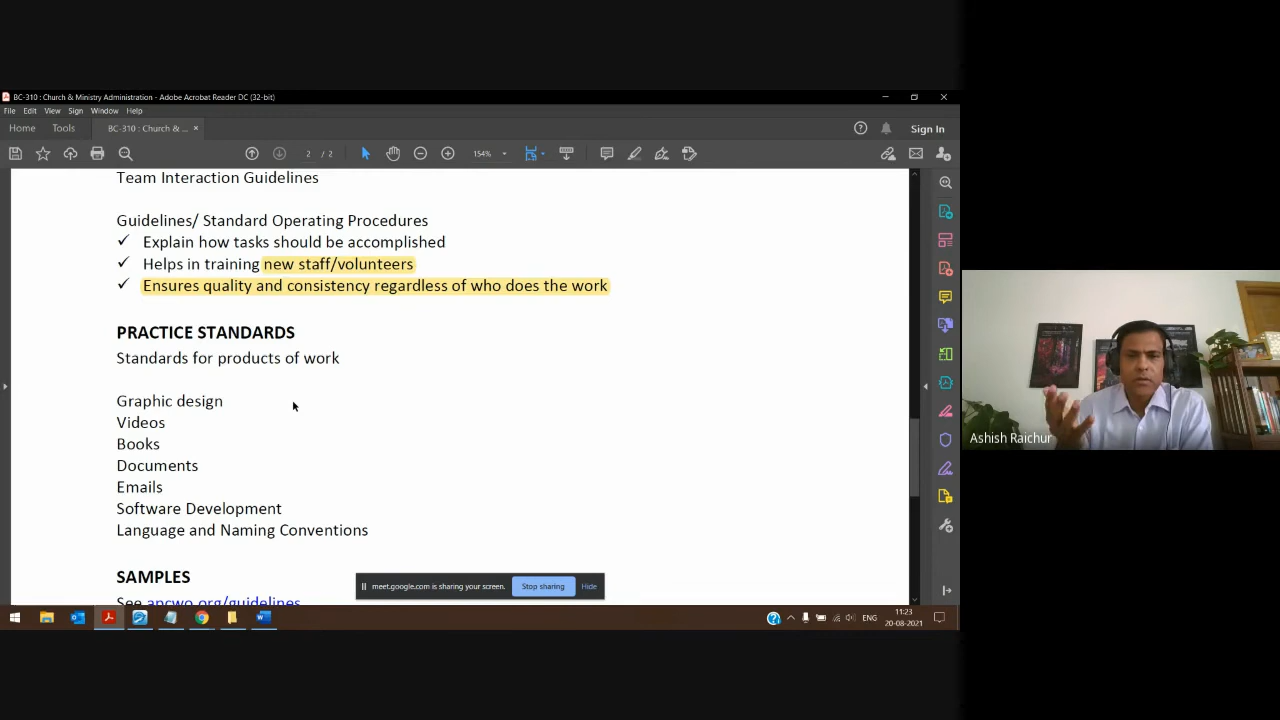 BC-310 : Church & Ministry Administration - Adobe Acrobat Reader DC (32-bit)
File Edit View Sign Window Help
Home Tools BC-310 : Church & ... × Sign In
2 / 2 154%
Team Interaction Guidelines
Guidelines/ Standard Operating Procedures
✓ Explain how tasks should be accomplished
✓ Helps in training new staff/volunteers
✓ Ensures quality and consistency regardless of who does the work
PRACTICE STANDARDS
Standards for products of work
Graphic design
Videos
Books
Documents
Emails
Software Development
Language and Naming Conventions
SAMPLES
See apcwo.org/guidelines
meet.google.com is sharing your screen. Stop sharing Hide
ENG
11:23
20-08-2021
Ashish Raichur